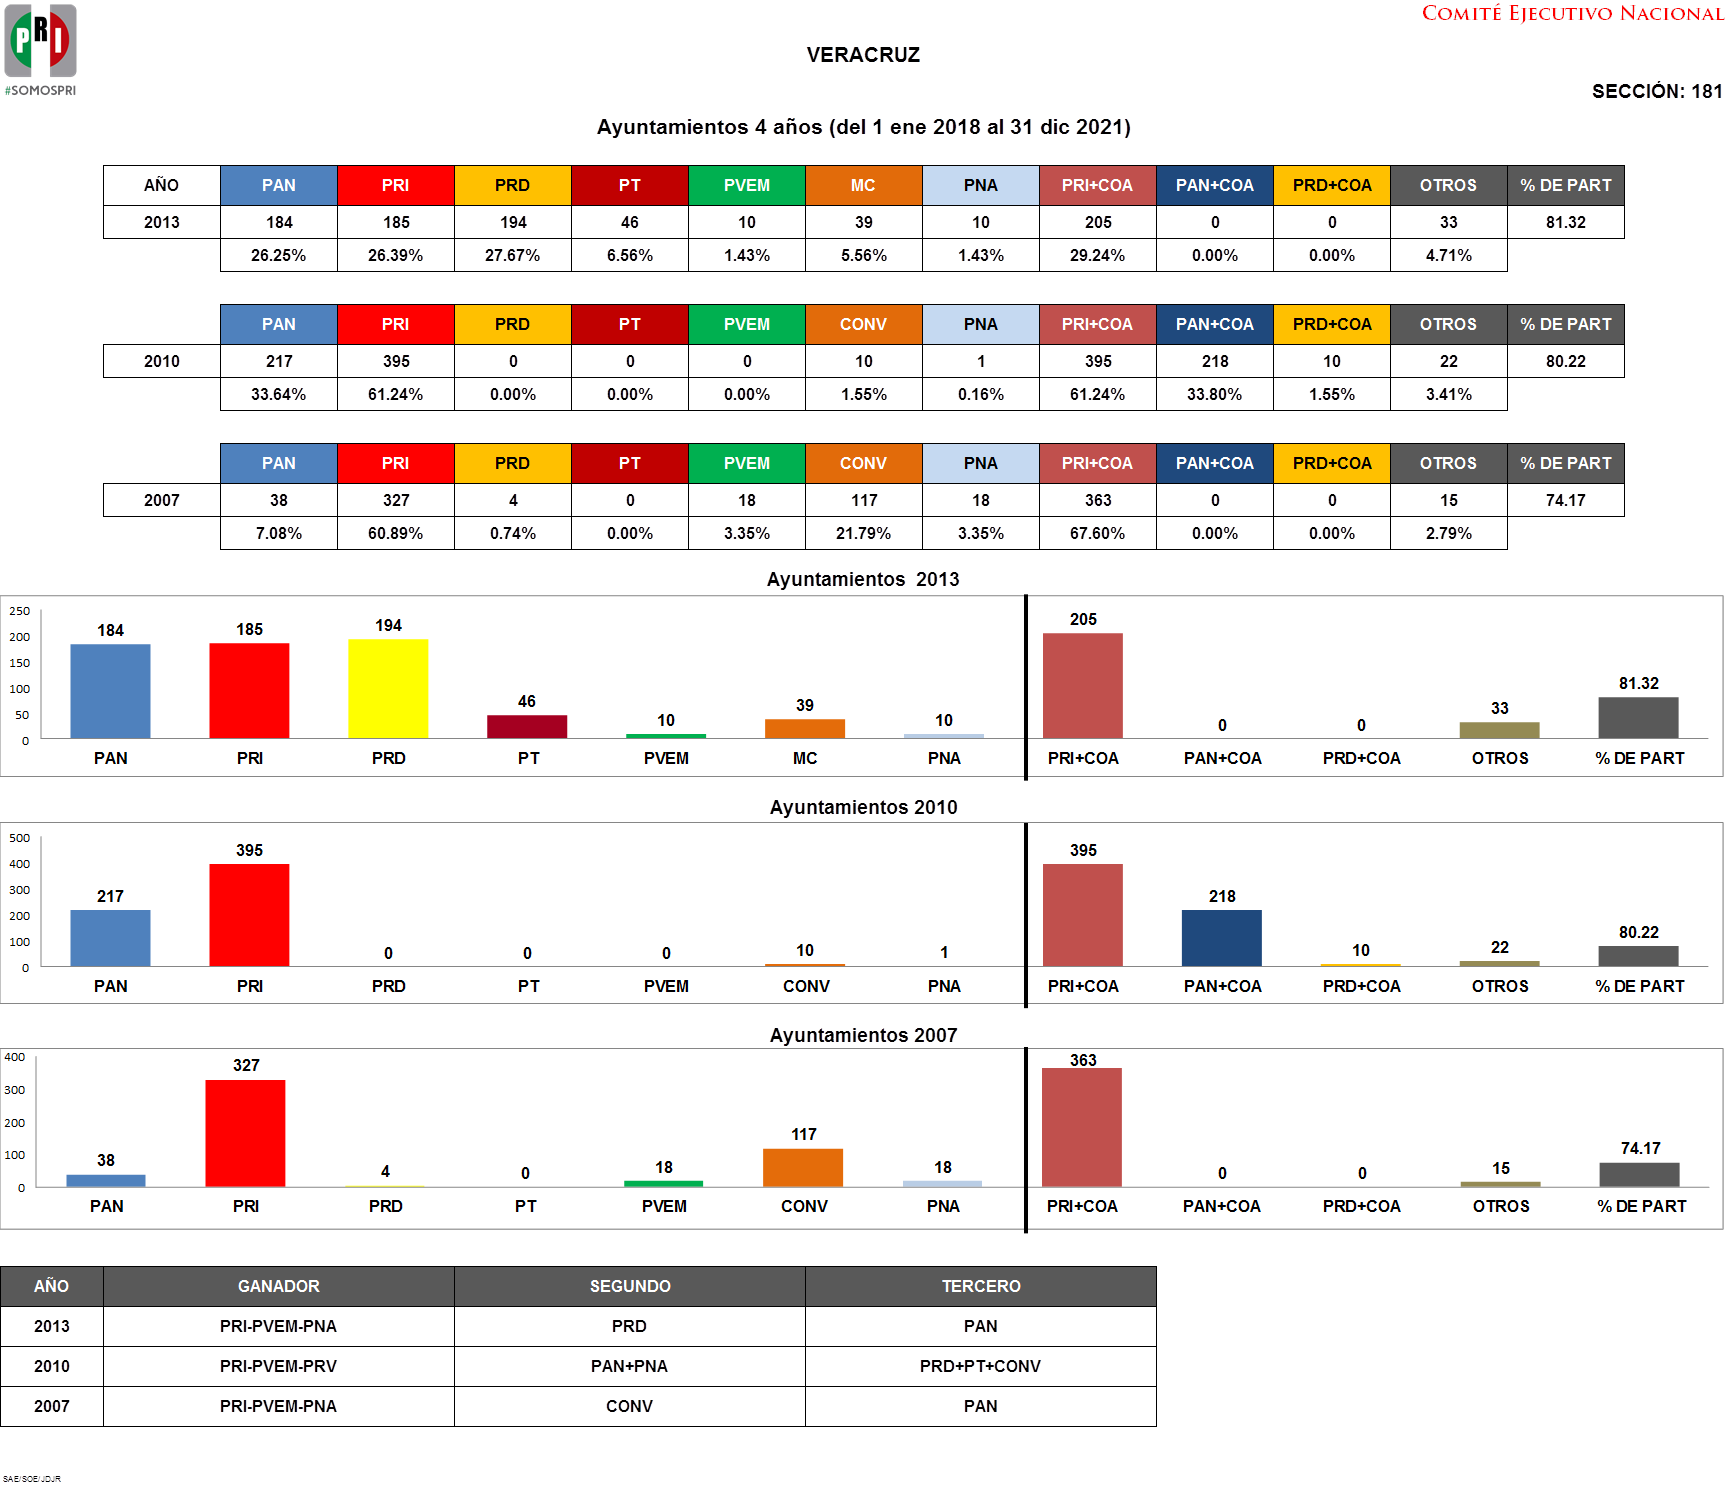 PRI
#SOMOSPRI
COMITÉ EJECUTIVO NACIONAL
VERACRUZ
SECCIÓN: 181
Ayuntamientos 4 años (del 1 ene 2018 al 31 dic 2021)
AÑO PAN PRI PRD PT PVEM MC PNA PRI+COA PAN+COA PRD+COA OTROS % DE PART
2013 184 185 194 46 10 39 10 205 0 0 33 81.32
26.25% 26.39% 27.67% 6.56% 1.43% 5.56% 1.43% 29.24% 0.00% 0.00% 4.71%
PAN PRI PRD PT PVEM CONV PNA PRI+COA PAN+COA PRD+COA OTROS % DE PART
2010 217 395 0 0 0 10 1 395 218 10 22 80.22
33.64% 61.24% 0.00% 0.00% 0.00% 1.55% 0.16% 61.24% 33.80% 1.55% 3.41%
PAN PRI PRD PT PVEM CONV PNA PRI+COA PAN+COA PRD+COA OTROS % DE PART
2007 38 327 4 0 18 117 18 363 0 0 15 74.17
7.08% 60.89% 0.74% 0.00% 3.35% 21.79% 3.35% 67.60% 0.00% 0.00% 2.79%
Ayuntamientos 2013
250
200
150
100
50
0
184 185 194 46 10 39 10 205 0 0 33 81.32
PAN PRI PRD PT PVEM MC PNA PRI+COA PAN+COA PRD+COA OTROS % DE PART
Ayuntamientos 2010
500
400
300
200
100
0
217 395 0 0 0 10 1 395 218 10 22 80.22
PAN PRI PRD PT PVEM CONV PNA PRI+COA PAN+COA PRD+COA OTROS % DE PART
Ayuntamientos 2007
400
300
200
100
0
38 327 4 0 18 117 18 363 0 0 15 74.17
PAN PRI PRD PT PVEM CONV PNA PRI+COA PAN+COA PRD+COA OTROS % DE PART
AÑO GANADOR SEGUNDO TERCERO
2013 PRI-PVEM-PNA PRD PAN
2010 PRI-PVEM-PRV PAN+PNA PRD+PT+CONV
2007 PRI-PVEM-PNA CONV PAN
SAE/SOE/JDJR